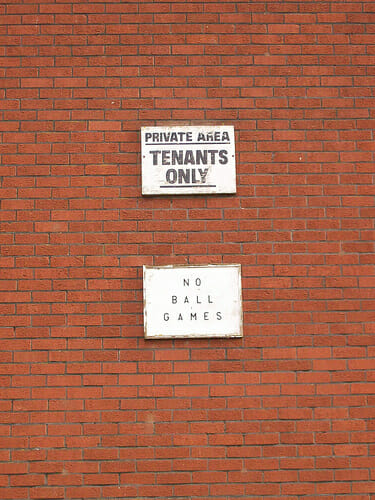 PRIVATE AREA
TENANTS
ONLY
NO
BALL
GAMES